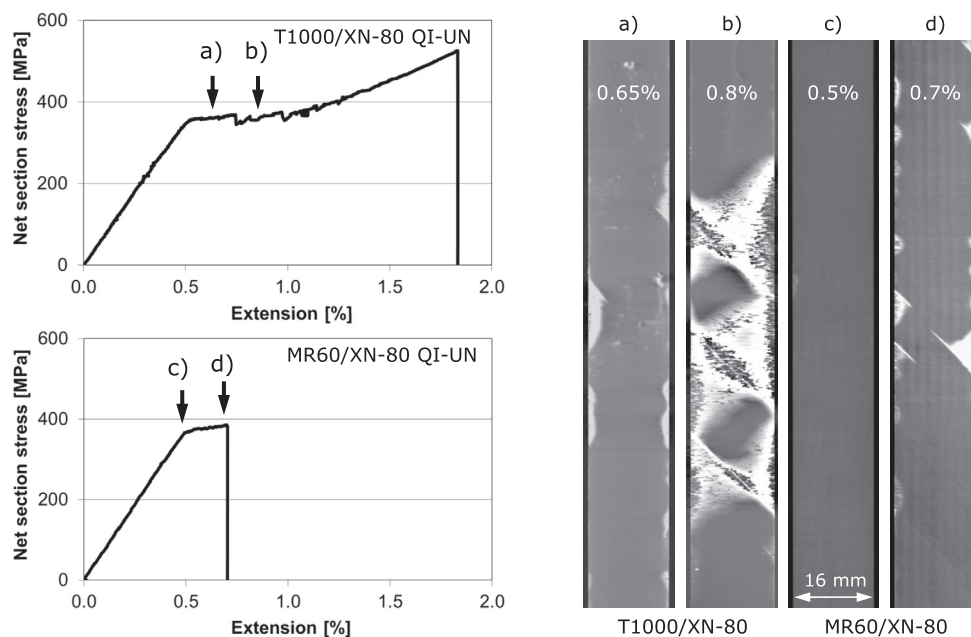 Net section stress [MPa]
600
400
200
0
T1000/XN-80 QI-UN
a)
b)
0.0
0.5
1.0
1.5
2.0
Extension [%]
Net section stress [MPa]
600
400
200
0
MR60/XN-80 QI-UN
c)
d)
0.0
0.5
1.0
1.5
2.0
Extension [%]
a)
b)
c)
d)
0.65%
0.8%
0.5%
0.7%
16 mm
T1000/XN-80
MR60/XN-80